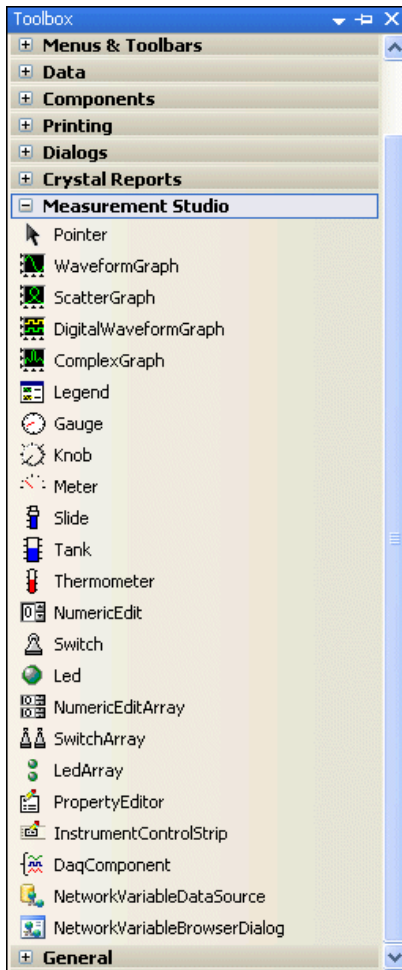 Toolbox
Menus & Toolbars
Data
Components
Printing
Dialogs
Crystal Reports
Measurement Studio
Pointer
WaveformGraph
ScatterGraph
DigitalWaveformGraph
ComplexGraph
Legend
Gauge
Knob
Meter
Slide
Tank
Thermometer
NumericEdit
Switch
Led
NumericEditArray
SwitchArray
LedArray
PropertyEditor
InstrumentControlStrip
DaqComponent
NetworkVariableDataSource
NetworkVariableBrowserDialog
General